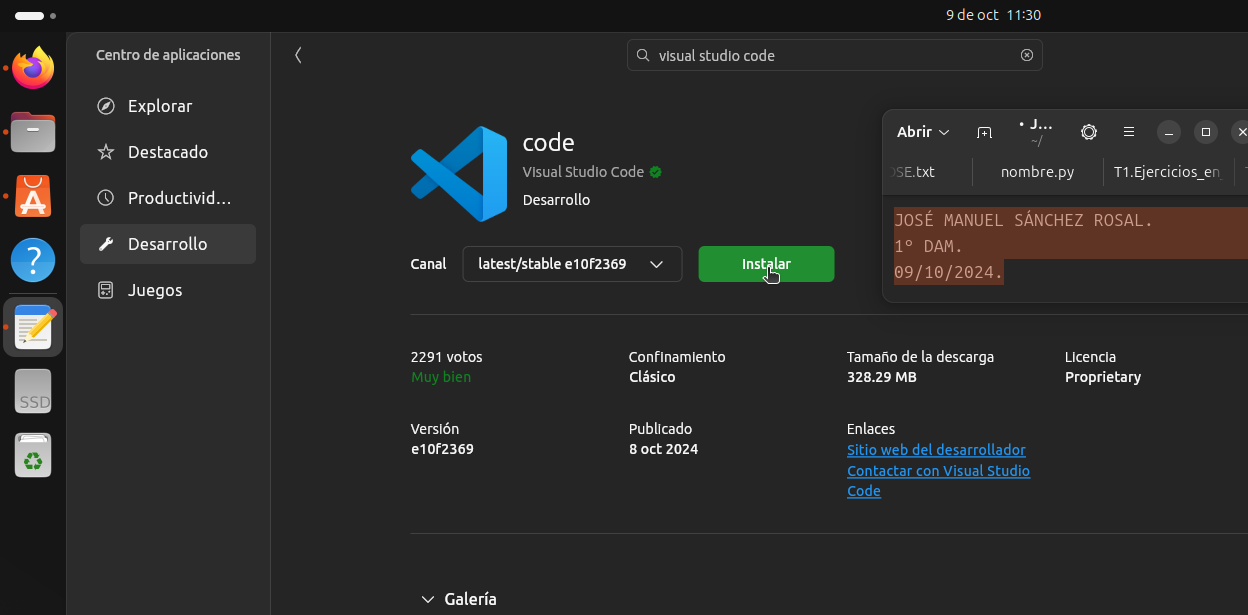 9 de oct 11:30
Centro de aplicaciones
visual studio code
Explorar
Destacado
Productivid...
Desarrollo
Juegos
code
Visual Studio Code
Desarrollo
Canal
latest/stable e10f2369
Instalar
Abrir
• J...
~/
OSE.txt
nombre.py
T1.Ejercicios_en
JOSÉ MANUEL SÁNCHEZ ROSAL.
1º DAM.
09/10/2024.
2291 votos
Muy bien
Confinamiento
Clásico
Tamaño de la descarga
328.29 MB
Licencia
Proprietary
Versión
e10f2369
Publicado
8 oct 2024
Enlaces
Sitio web del desarrollador
Contactar con Visual Studio
Code
Galería
SSD